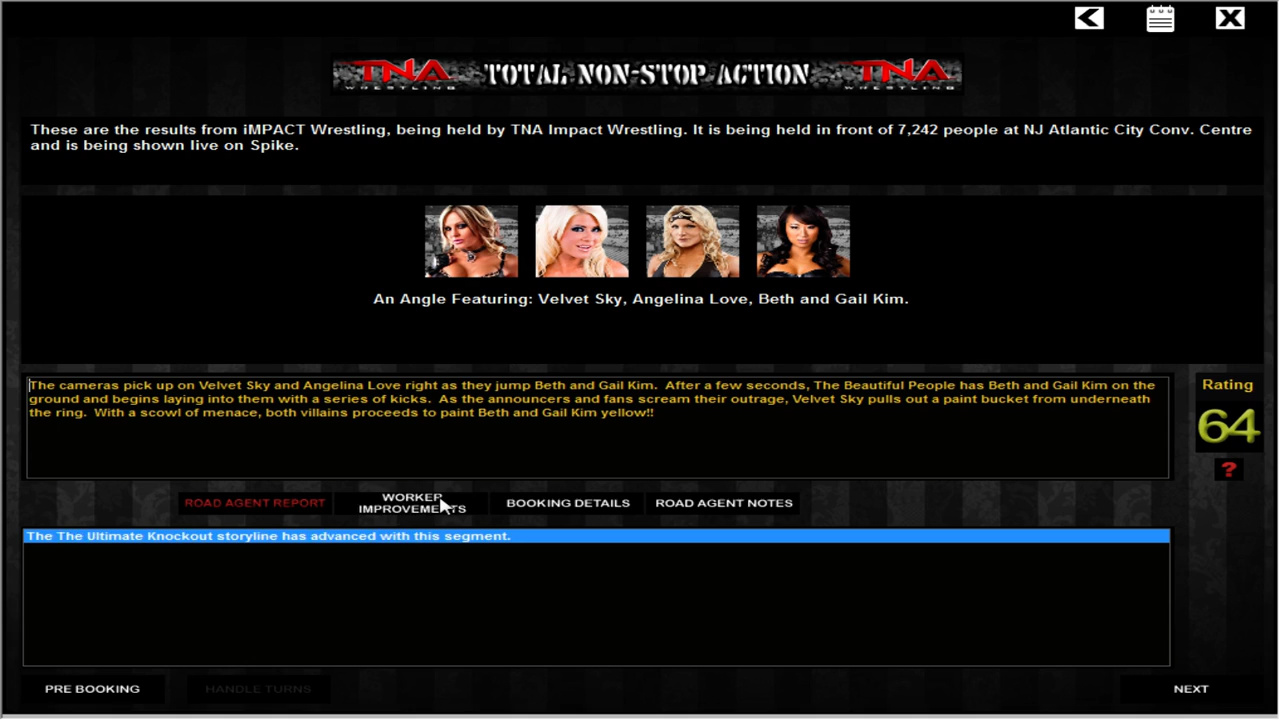 TNA WRESTLING TOTAL NON-STOP ACTION TNA WRESTLING
These are the results from iMPACT Wrestling, being held by TNA Impact Wrestling. It is being held in front of 7,242 people at NJ Atlantic City Conv. Centre
and is being shown live on Spike.
An Angle Featuring: Velvet Sky, Angelina Love, Beth and Gail Kim.
The cameras pick up on Velvet Sky and Angelina Love right as they jump Beth and Gail Kim. After a few seconds, The Beautiful People has Beth and Gail Kim on the
ground and begins laying into them with a series of kicks. As the announcers and fans scream their outrage, Velvet Sky pulls out a paint bucket from underneath
the ring. With a scowl of menace, both villains proceeds to paint Beth and Gail Kim yellow!!
Rating
64
?
ROAD AGENT REPORT
WORKER
IMPROVEMENTS
BOOKING DETAILS
ROAD AGENT NOTES
The The Ultimate Knockout storyline has advanced with this segment.
PRE BOOKING
HANDLE TURNS
NEXT